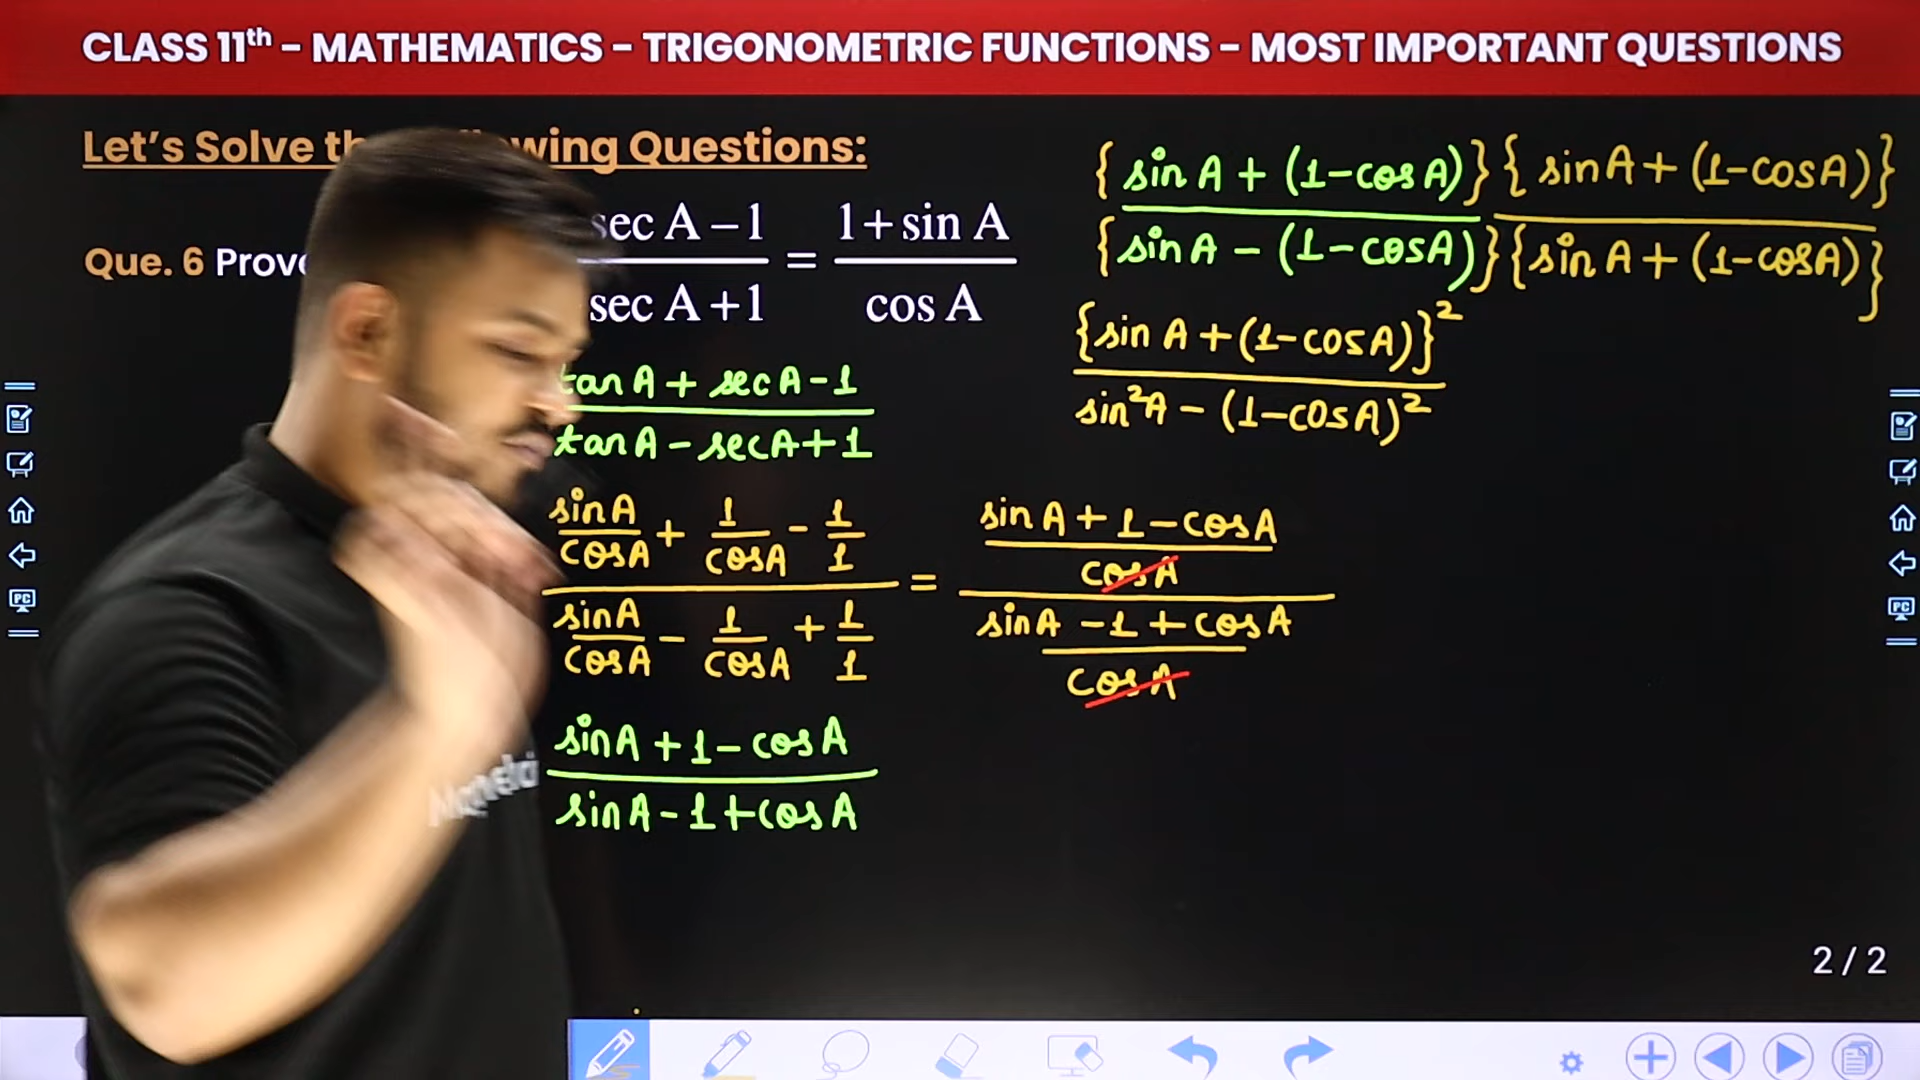 CLASS 11th – MATHEMATICS – TRIGONOMETRIC FUNCTIONS – MOST IMPORTANT QUESTIONS
Let's Solve Questions:
Que. 6
sec A – 1 / sec A + 1 = 1 + sin A / cos A
tan A + sec A - 1
tan A - sec A + 1
sin A / cos A + 1 / cos A - 1 / 1
sin A / cos A - 1 / cos A + 1 / 1
= sin A + 1 - cos A / cos A
sin A - 1 + cos A / cos A
sin A + 1 - cos A
sin A - 1 + cos A
{sin A + (1-cos A)} {sin A + (1-cos A)}
{sin A - (1-cos A)} {sin A + (1-cos A)}
{sin A + (1-cos A)}²
sin²A - (1-cos A)²
2 / 2
PC
PC